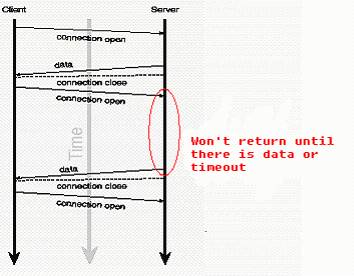 Client Server
connection open
data
connection close
connection open
Time
Won't return until
there is data or
timeout
data
connection close
connection open